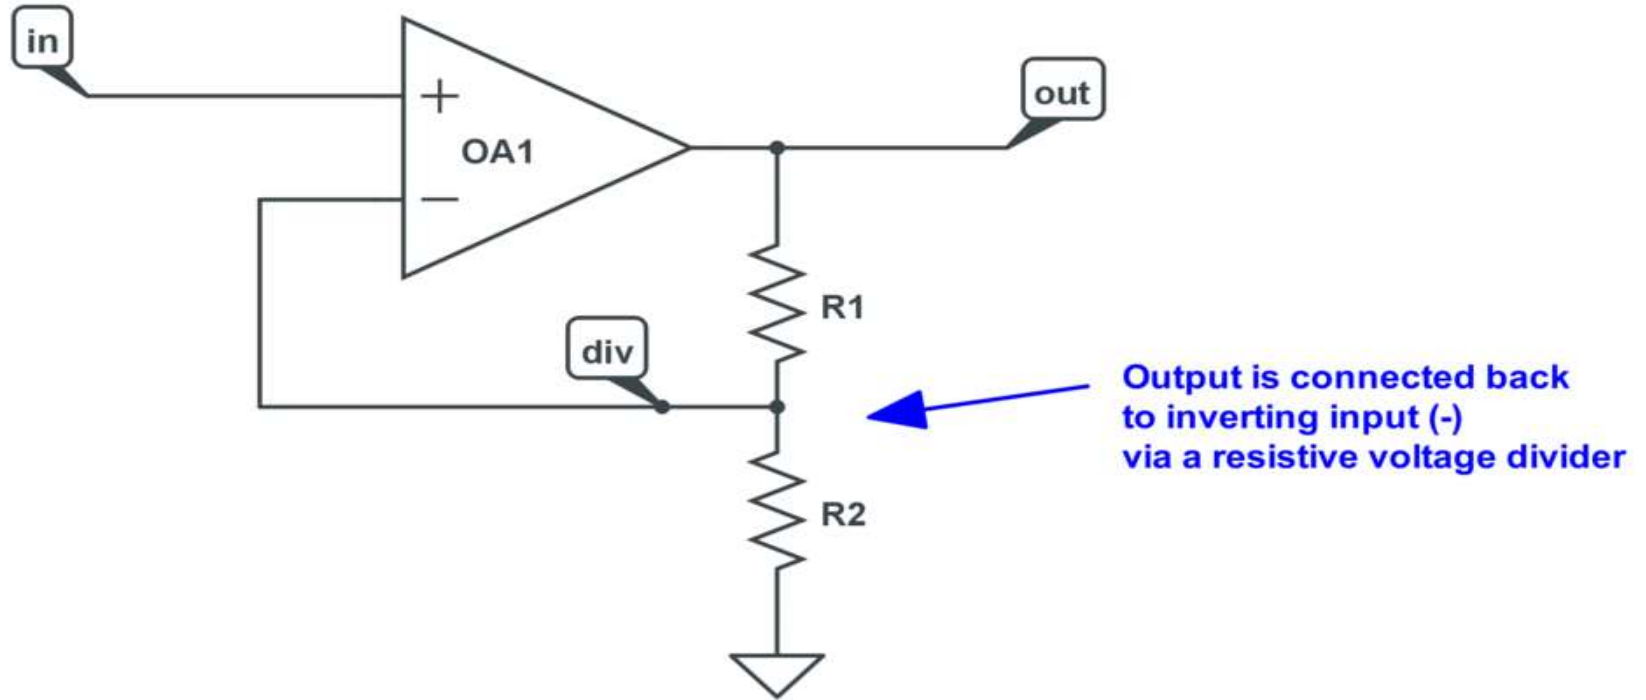 in
+
out
OA1
−
R1
div
Output is connected back
to inverting input (-)
via a resistive voltage divider
R2